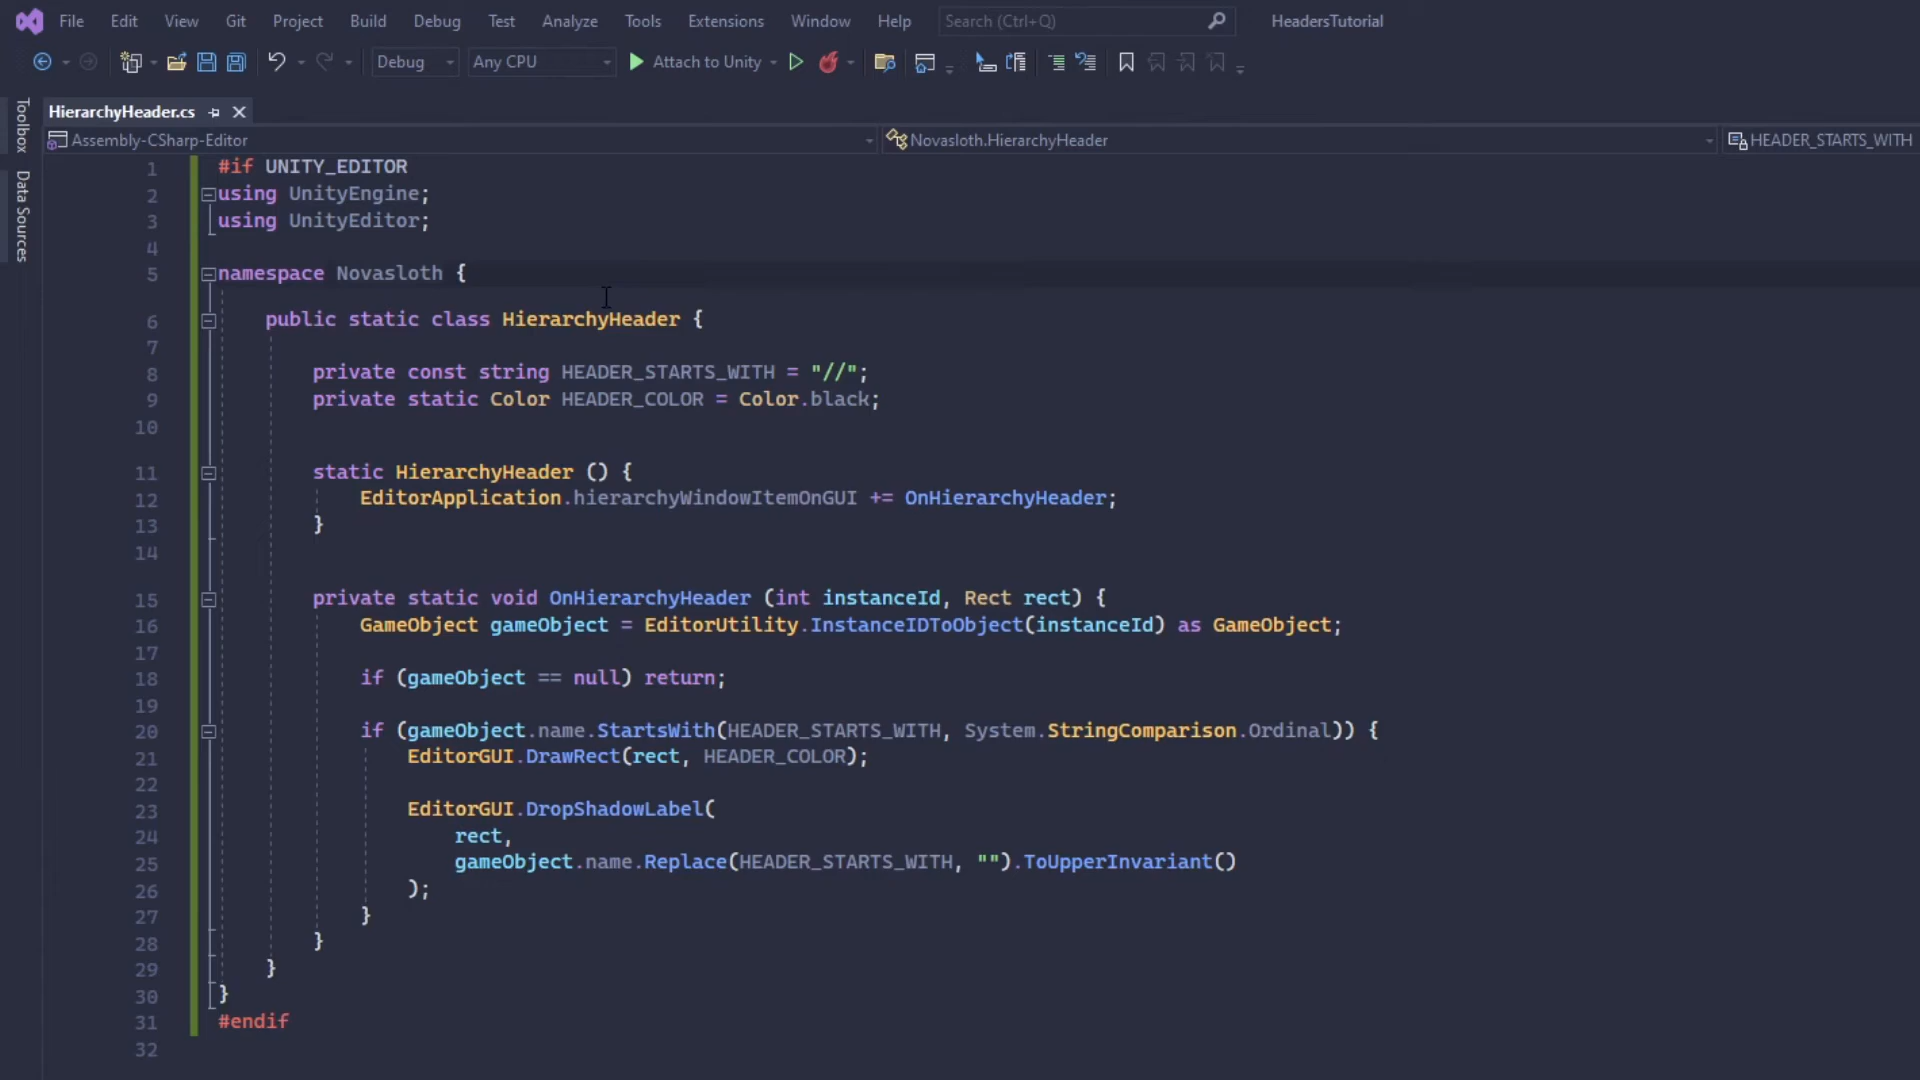 File Edit View Git Project Build Debug Test Analyze Tools Extensions Window Help Search (Ctrl+Q) HeadersTutorial
Debug Any CPU Attach to Unity
Toolbox
Data Sources
HierarchyHeader.cs
Assembly-CSharp-Editor Novasloth.HierarchyHeader HEADER_STARTS_WITH
1 #if UNITY_EDITOR
2 using UnityEngine;
3 using UnityEditor;
4
5 namespace Novasloth {
6 public static class HierarchyHeader {
7
8 private const string HEADER_STARTS_WITH = "//";
9 private static Color HEADER_COLOR = Color.black;
10
11 static HierarchyHeader () {
12 EditorApplication.hierarchyWindowItemOnGUI += OnHierarchyHeader;
13 }
14
15 private static void OnHierarchyHeader (int instanceId, Rect rect) {
16 GameObject gameObject = EditorUtility.InstanceIDToObject(instanceId) as GameObject;
17
18 if (gameObject == null) return;
19
20 if (gameObject.name.StartsWith(HEADER_STARTS_WITH, System.StringComparison.Ordinal)) {
21 EditorGUI.DrawRect(rect, HEADER_COLOR);
22
23 EditorGUI.DropShadowLabel(
24 rect,
25 gameObject.name.Replace(HEADER_STARTS_WITH, "").ToUpperInvariant()
26 );
27 }
28 }
29 }
30 }
31 #endif
32